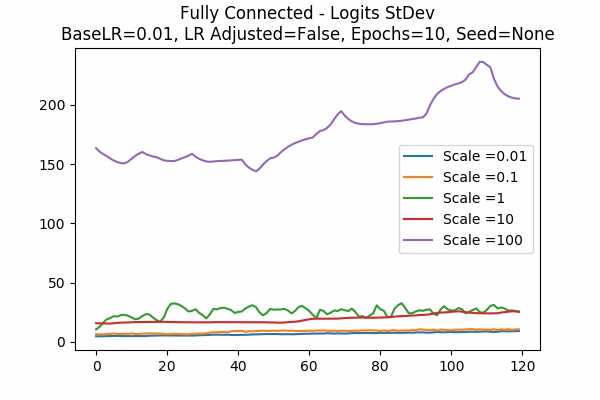 Fully Connected - Logits StDev
BaseLR=0.01, LR Adjusted=False, Epochs=10, Seed=None
200
150
100
50
0
Scale =0.01
Scale =0.1
Scale =1
Scale =10
Scale =100
0 20 40 60 80 100 120